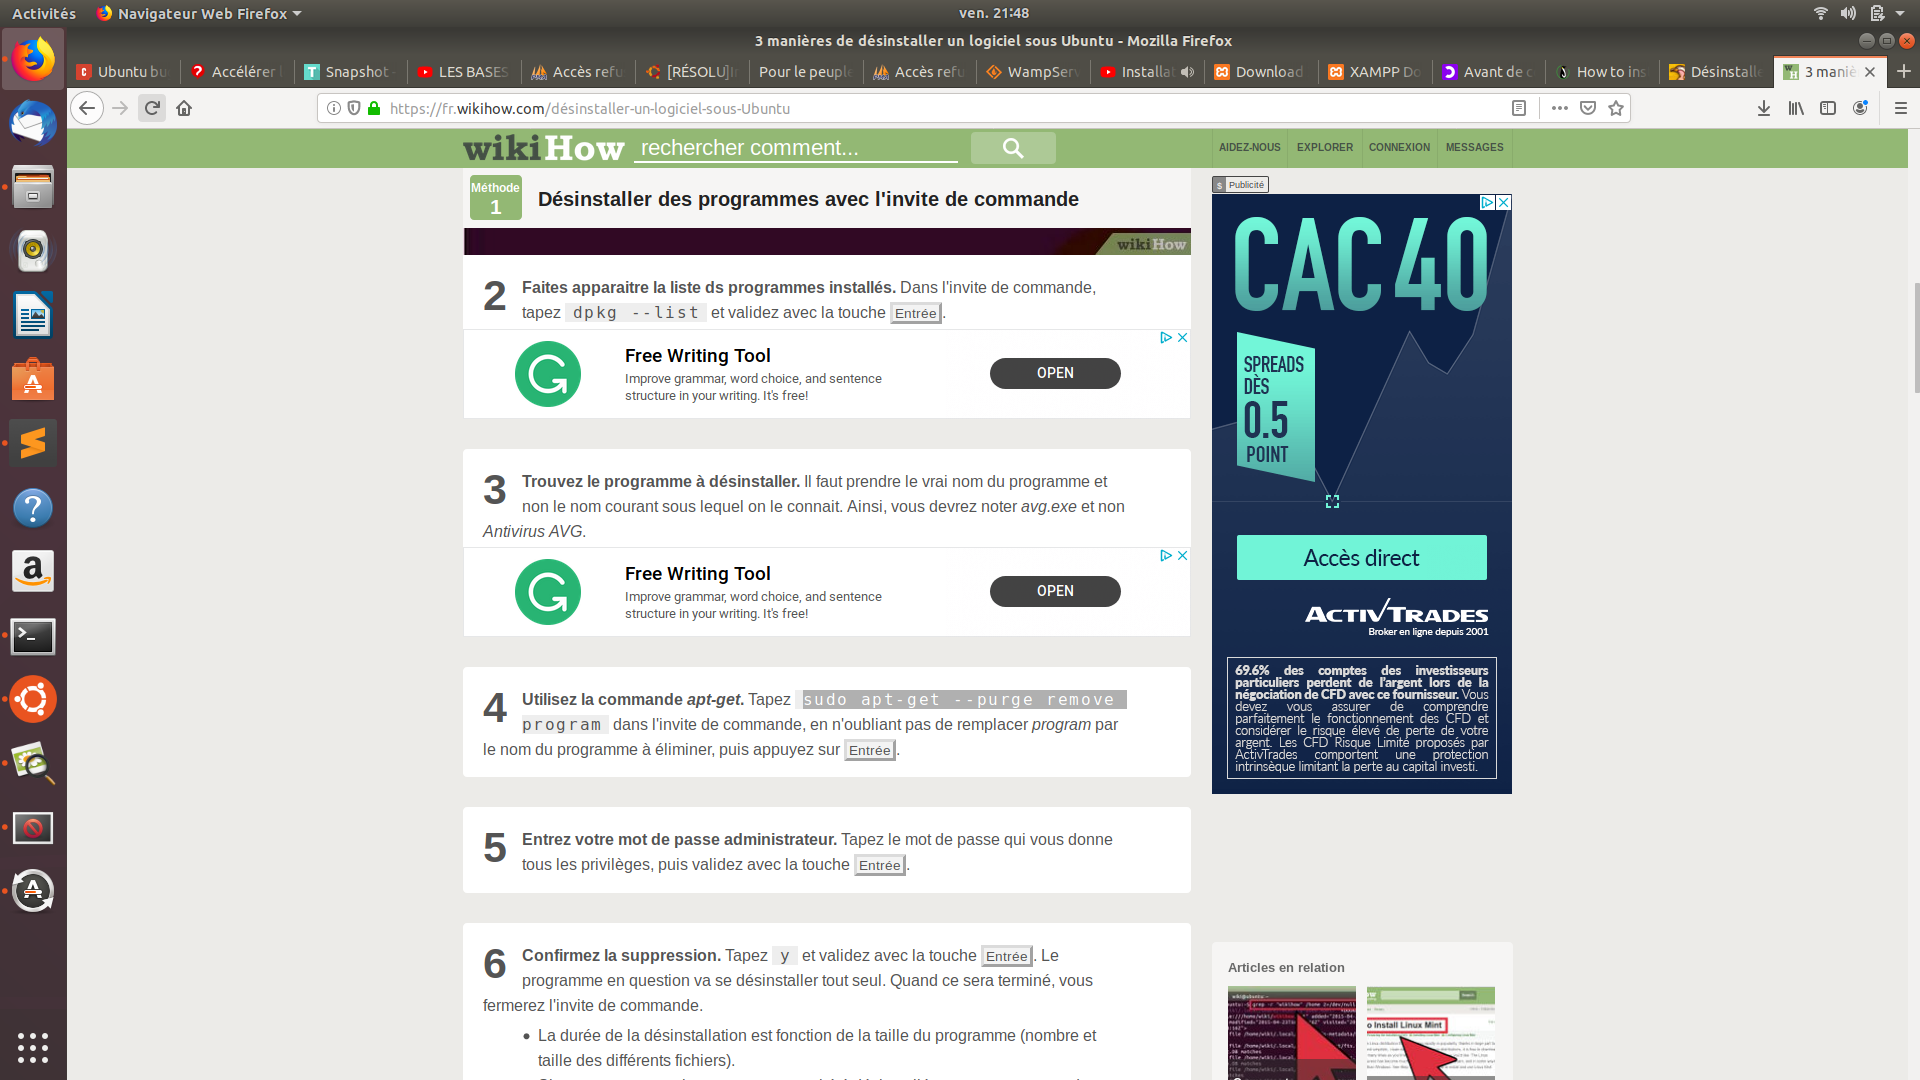 Activités
Navigateur Web Firefox
ven. 21:48
3 manières de désinstaller un logiciel sous Ubuntu - Mozilla Firefox
Ubuntu bu
Accélérer
Snapshot
LES BASES
Accès refu
[RÉSOLU]
Pour le peuple
Accès refu
WampServ
Installat
Download
XAMPP Do
Avant de c
How to ins
Désinstalle
3 maniè
https://fr.wikihow.com/désinstaller-un-logiciel-sous-Ubuntu
wikiHow
rechercher comment...
AIDEZ-NOUS
EXPLORER
CONNEXION
MESSAGES
Méthode
1
Désinstaller des programmes avec l'invite de commande
wikiHow
2
Faites apparaitre la liste ds programmes installés. Dans l'invite de commande,
tapez dpkg --list et validez avec la touche Entrée.
Free Writing Tool
Improve grammar, word choice, and sentence
structure in your writing. It's free!
OPEN
3
Trouvez le programme à désinstaller. Il faut prendre le vrai nom du programme et
non le nom courant sous lequel on le connait. Ainsi, vous devrez noter avg.exe et non
Antivirus AVG.
Free Writing Tool
Improve grammar, word choice, and sentence
structure in your writing. It's free!
OPEN
4
Utilisez la commande apt-get. Tapez sudo apt-get --purge remove
program dans l'invite de commande, en n'oubliant pas de remplacer program par
le nom du programme à éliminer, puis appuyez sur Entrée.
5
Entrez votre mot de passe administrateur. Tapez le mot de passe qui vous donne
tous les privilèges, puis validez avec la touche Entrée.
6
Confirmez la suppression. Tapez y et validez avec la touche Entrée. Le
programme en question va se désinstaller tout seul. Quand ce sera terminé, vous
fermerez l'invite de commande.
• La durée de la désinstallation est fonction de la taille du programme (nombre et
taille des différents fichiers).
$ Publicité
CAC 40
SPREADS
DÈS
0.5
POINT
Accès direct
ACTIVTRADES
Broker en ligne depuis 2001
69.6% des comptes des investisseurs
particuliers perdent de l'argent lors de la
négociation de CFD avec ce fournisseur. Vous
devez vous assurer de comprendre
parfaitement le fonctionnement des CFD et
considérer le risque élevé de perte de votre
argent. Les CFD Risque Limité proposés par
ActivTrades comportent une protection
intrinsèque limitant la perte au capital investi.
Articles en relation
o Install Linux Mint